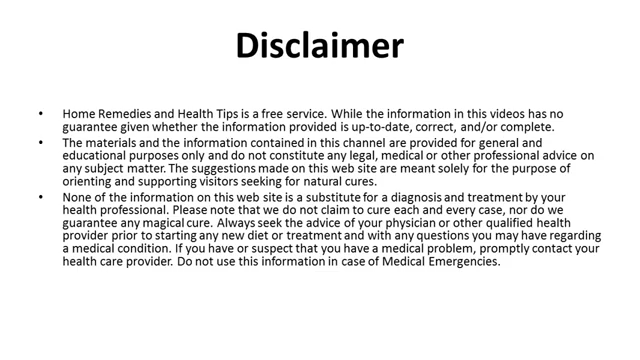 Disclaimer
• Home Remedies and Health Tips is a free service. While the information in this videos has no
guarantee given whether the information provided is up-to-date, correct, and/or complete.
• The materials and the information contained in this channel are provided for general and
educational purposes only and do not constitute any legal, medical or other professional advice on
any subject matter. The suggestions made on this web site are meant solely for the purpose of
orienting and supporting visitors seeking for natural cures.
• None of the information on this web site is a substitute for a diagnosis and treatment by your
health professional. Please note that we do not claim to cure each and every case, nor do we
guarantee any magical cure. Always seek the advice of your physician or other qualified health
provider prior to starting any new diet or treatment and with any questions you may have regarding
a medical condition. If you have or suspect that you have a medical problem, promptly contact your
health care provider. Do not use this information in case of Medical Emergencies.